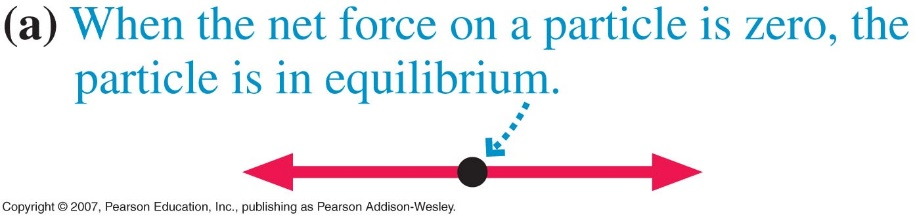 (a) When the net force on a particle is zero, the
particle is in equilibrium.
Copyright © 2007, Pearson Education, Inc., publishing as Pearson Addison-Wesley.